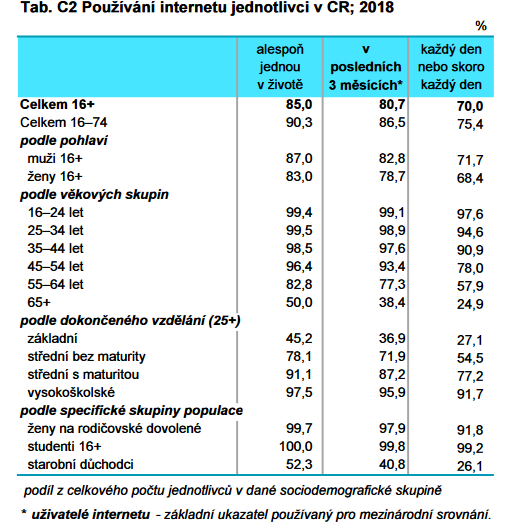 Tab. C2 Používání internetu jednotlivci v ČR; 2018
%
alespoň jednou v životě | v posledních 3 měsících* | každý den nebo skoro každý den
Celkem 16+ 85,0 80,7 70,0
Celkem 16–74 90,3 86,5 75,4
podle pohlaví
muži 16+ 87,0 82,8 71,7
ženy 16+ 83,0 78,7 68,4
podle věkových skupin
16–24 let 99,4 99,1 97,6
25–34 let 99,5 98,9 94,6
35–44 let 98,5 97,6 90,9
45–54 let 96,4 93,4 78,0
55–64 let 82,8 77,3 57,9
65+ 50,0 38,4 24,9
podle dokončeného vzdělání (25+)
základní 45,2 36,9 27,1
střední bez maturity 78,1 71,9 54,5
střední s maturitou 91,1 87,2 77,2
vysokoškolské 97,5 95,9 91,7
podle specifické skupiny populace
ženy na rodičovské dovolené 99,7 97,9 91,8
studenti 16+ 100,0 99,8 99,2
starobní důchodci 52,3 40,8 26,1
podíl z celkového počtu jednotlivců v dané sociodemografické skupině
* uživatelé internetu - základní ukazatel používaný pro mezinárodní srovnání.